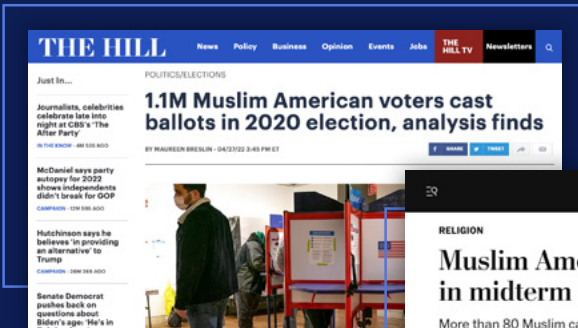 THE HILL
News Policy Business Opinion Events Jobs THE HILL TV Newsletters
Just In...
Journalists, celebrities
celebrate late into
night at CBS's 'The
After Party'
IN THE KNOW
McDaniel says party
autopsy for 2022
shows independents
didn't break for GOP
CAMPAIGN
Hutchinson says he
believes 'in providing
an alternative' to
Trump
CAMPAIGN
Senate Democrat
pushes back on
questions about
Biden's age: 'He's in
POLITICS/ELECTIONS
1.1M Muslim American voters cast
ballots in 2020 election, analysis finds
BY MAUREEN BRESLIN - 04/27/22 3:45 PM ET
SHARE TWEET
RELIGION
Muslim Ame
in midterm
More than 80 Muslim ca